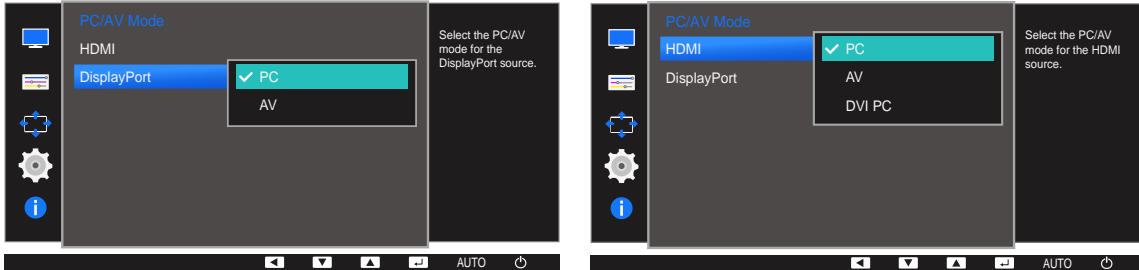 PC/AV Mode
HDMI
DisplayPort
PC
AV
Select the PC/AV
mode for the
DisplayPort source.
AUTO
PC/AV Mode
HDMI
DisplayPort
PC
AV
DVI PC
Select the PC/AV
mode for the HDMI
source.
AUTO